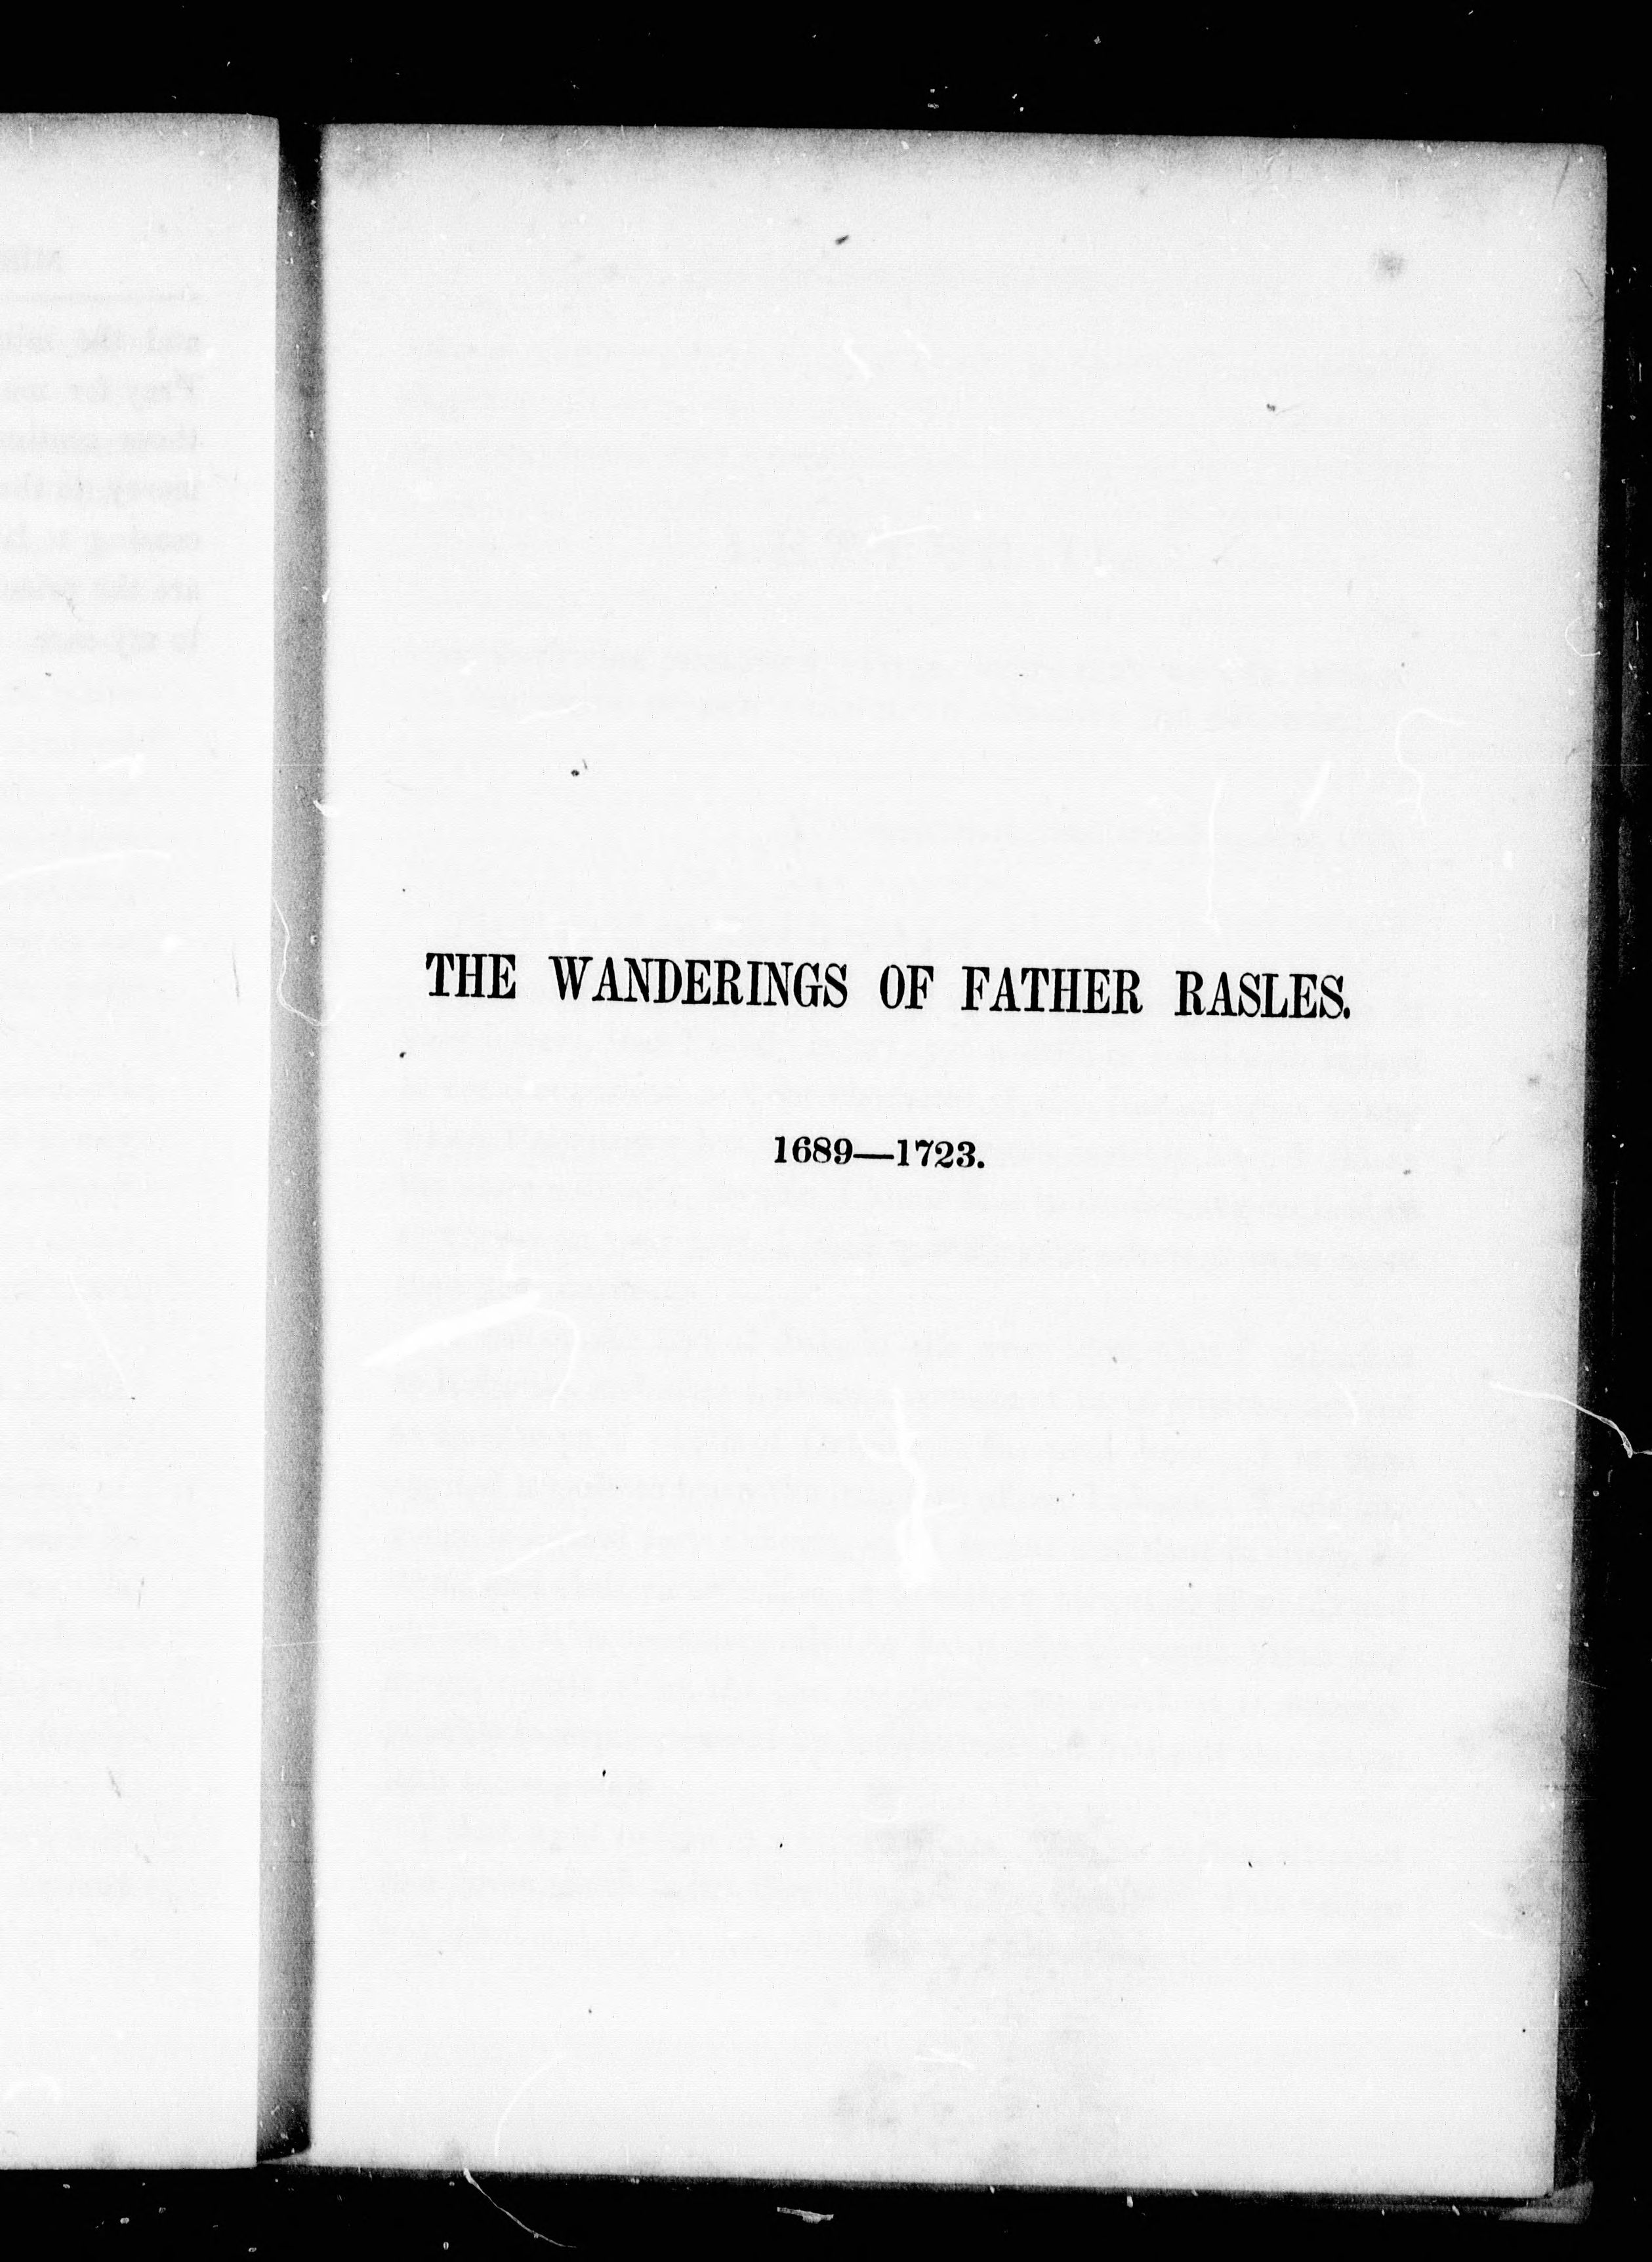 THE WANDERINGS OF FATHER RASLES.
1689—1723.